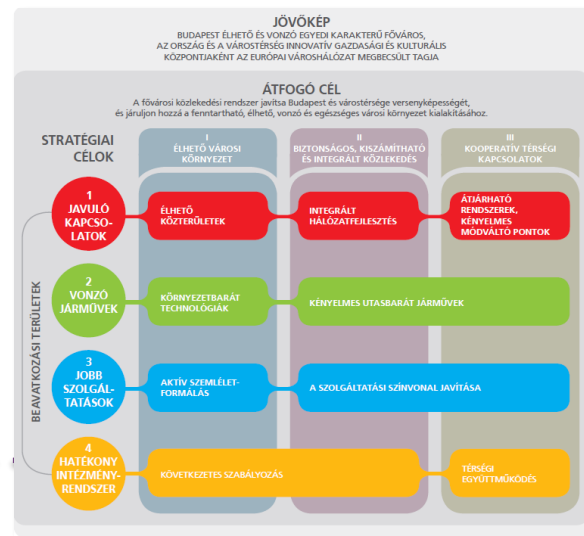 JÖVŐKÉP
BUDAPEST ÉLHETŐ ÉS VONZÓ EGYEDI KARAKTERŰ FŐVÁROS,
AZ ORSZÁG ÉS A VÁROSTÉRSÉG INNOVATÍV GAZDASÁGI ÉS KULTURÁLIS
KÖZPONTJAKÉNT AZ EURÓPAI VÁROSHÁLÓZAT MEGBECSÜLT TAGJA
ÁTFOGÓ CÉL
A fővárosi közlekedési rendszer javítsa Budapest és várostérsége versenyképességét,
és járuljon hozzá a fenntartható, élhető, vonzó és egészséges városi környezet kialakításához.
STRATÉGIAI
CÉLOK
I
ÉLHETŐ VÁROSI
KÖRNYEZET
II
BIZTONSÁGOS, KISZÁMÍTHATÓ
ÉS INTEGRÁLT KÖZLEKEDÉS
III
KOOPERATÍV TÉRSÉGI
KAPCSOLATOK
BEAVATKOZÁSI TERÜLETEK
1
JAVULÓ
KAPCSO-
LATOK
ÉLHETŐ
KÖZTERÜLETEK
INTEGRÁLT
HÁLÓZATFEJLESZTÉS
ÁTJÁRHATÓ
RENDSZEREK,
KÉNYELMES
MÓDVÁLTÓ PONTOK
2
VONZÓ
JÁRMŰVEK
KÖRNYEZETBARÁT
TECHNOLÓGIÁK
KÉNYELMES UTASBARÁT JÁRMŰVEK
3
JOBB
SZOLGÁL-
TATÁSOK
AKTÍV SZEMLÉLET-
FORMÁLÁS
A SZOLGÁLTATÁSI SZÍNVONAL JAVÍTÁSA
4
HATÉKONY
INTÉZMÉNY-
RENDSZER
KÖVETKEZETES SZABÁLYOZÁS
TÉRSÉGI
EGYÜTTMŰKÖDÉS